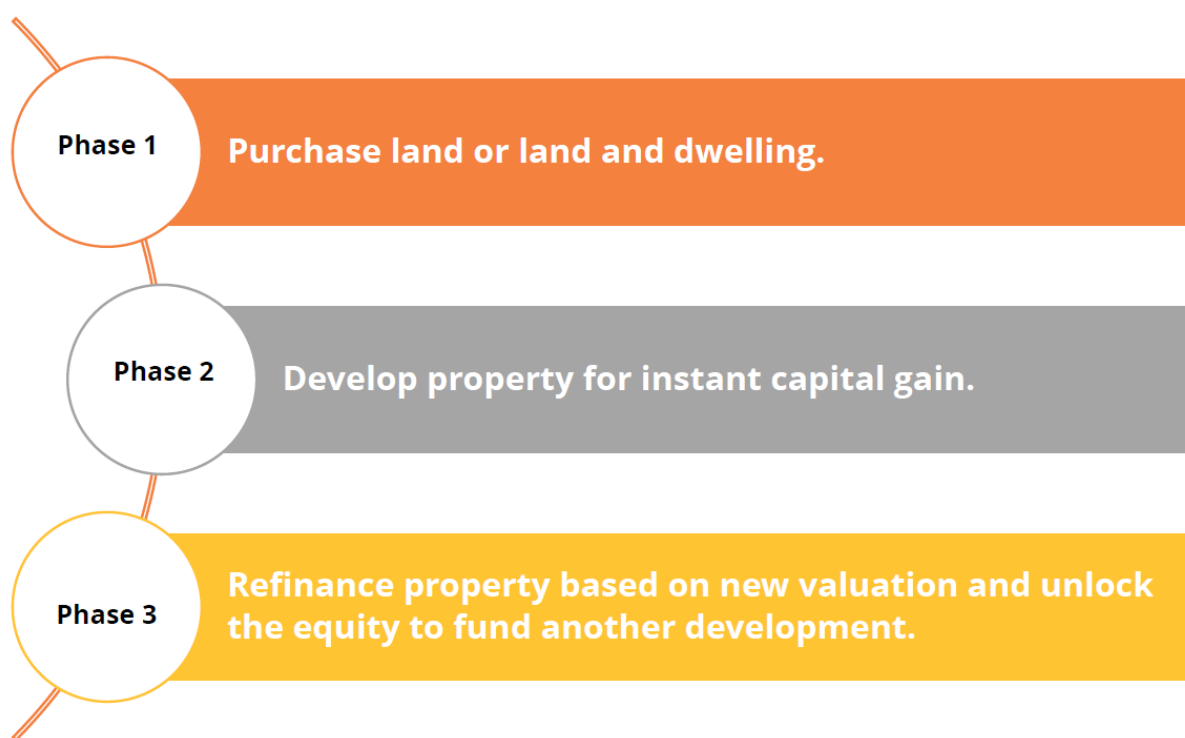 Phase 1
Purchase land or land and dwelling.
Phase 2
Develop property for instant capital gain.
Phase 3
Refinance property based on new valuation and unlock
the equity to fund another development.